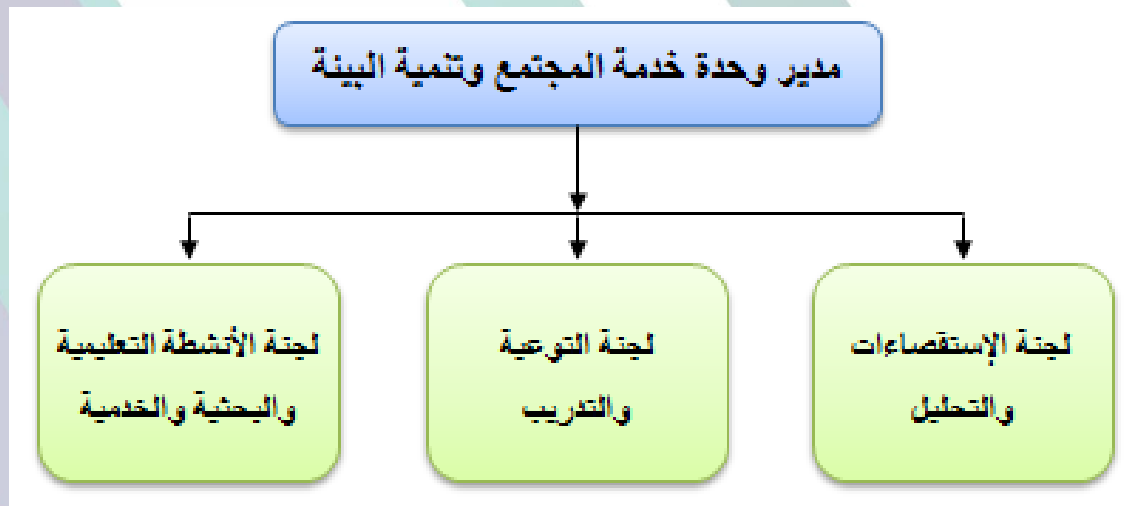 مدير وحدة خدمة المجتمع وتنمية البيئة
لجنة الإستقصاءات
والتحليل
لجنة التوعية
والتدريب
لجنة الأنشطة التعليمية
والبحثية والخدمية